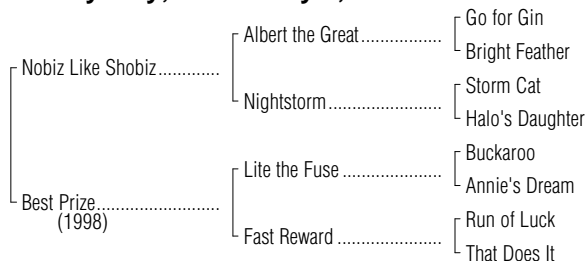 Go for Gin
Albert the Great..................
Bright Feather
Nobiz Like Shobiz.............
Storm Cat
Nightstorm.........................
Halo's Daughter
Buckaroo
Lite the Fuse .....................
Annie's Dream
Best Prize...........................
(1998)
Run of Luck
Fast Reward ......................
That Does It